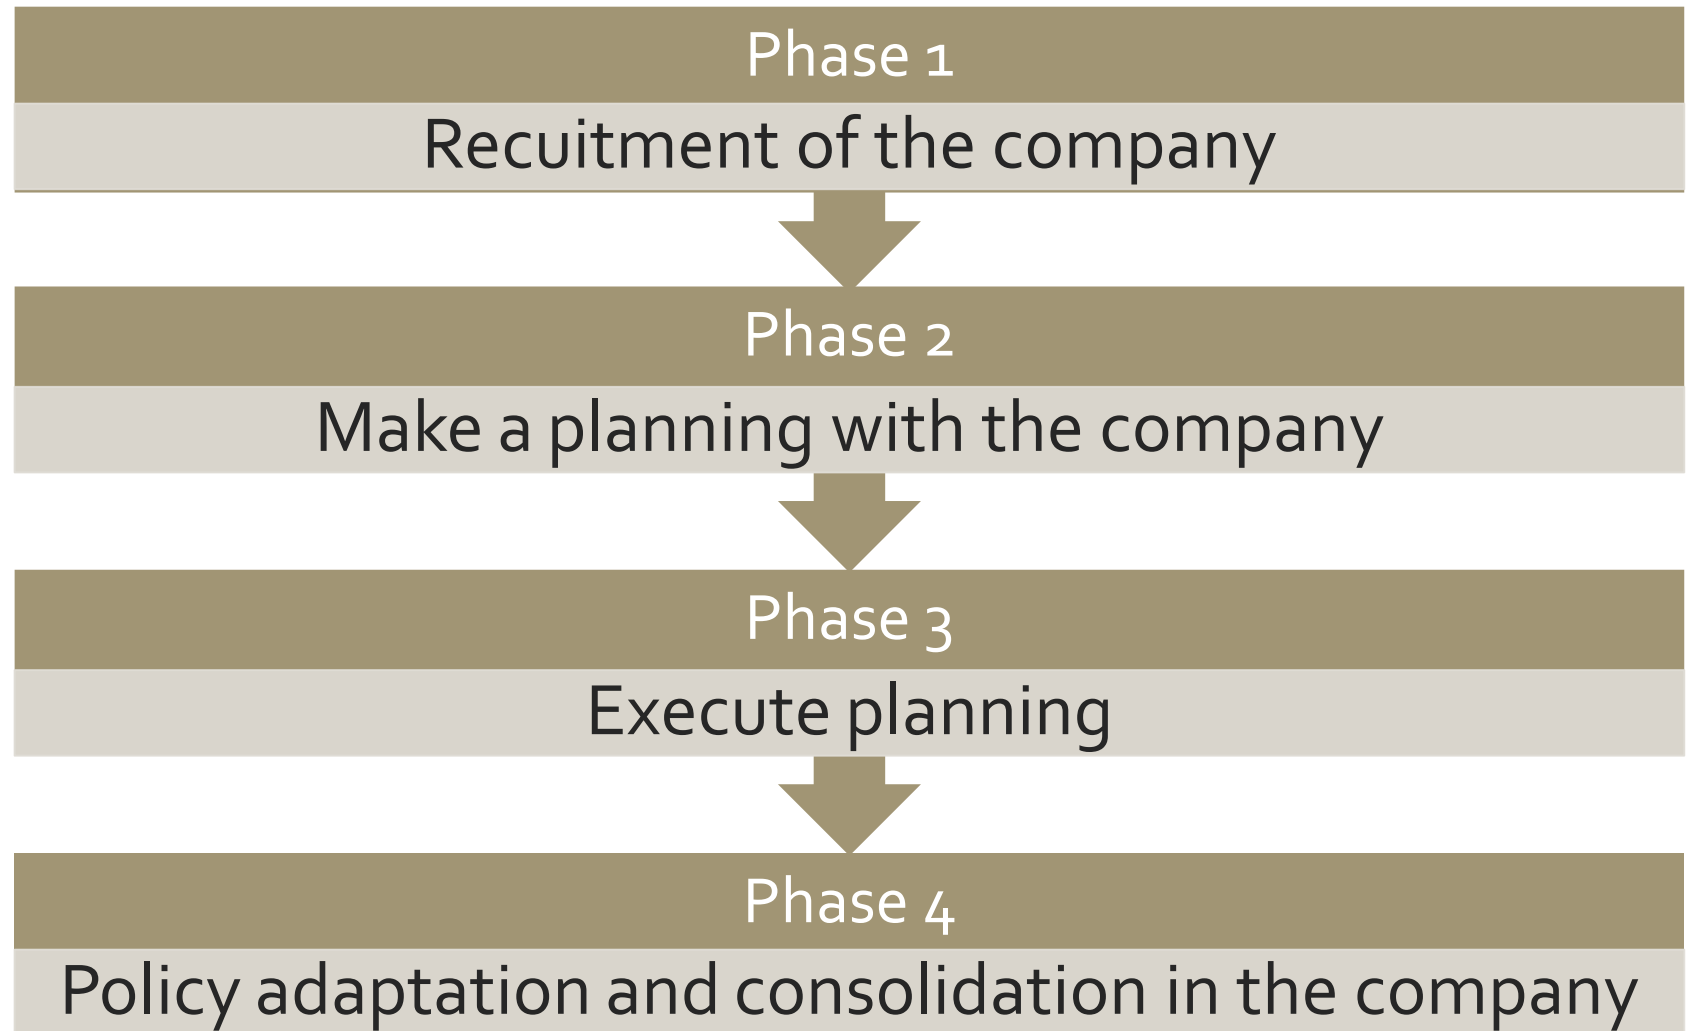 Phase 1
Recuitment of the company
Phase 2
Make a planning with the company
Phase 3
Execute planning
Phase 4
Policy adaptation and consolidation in the company